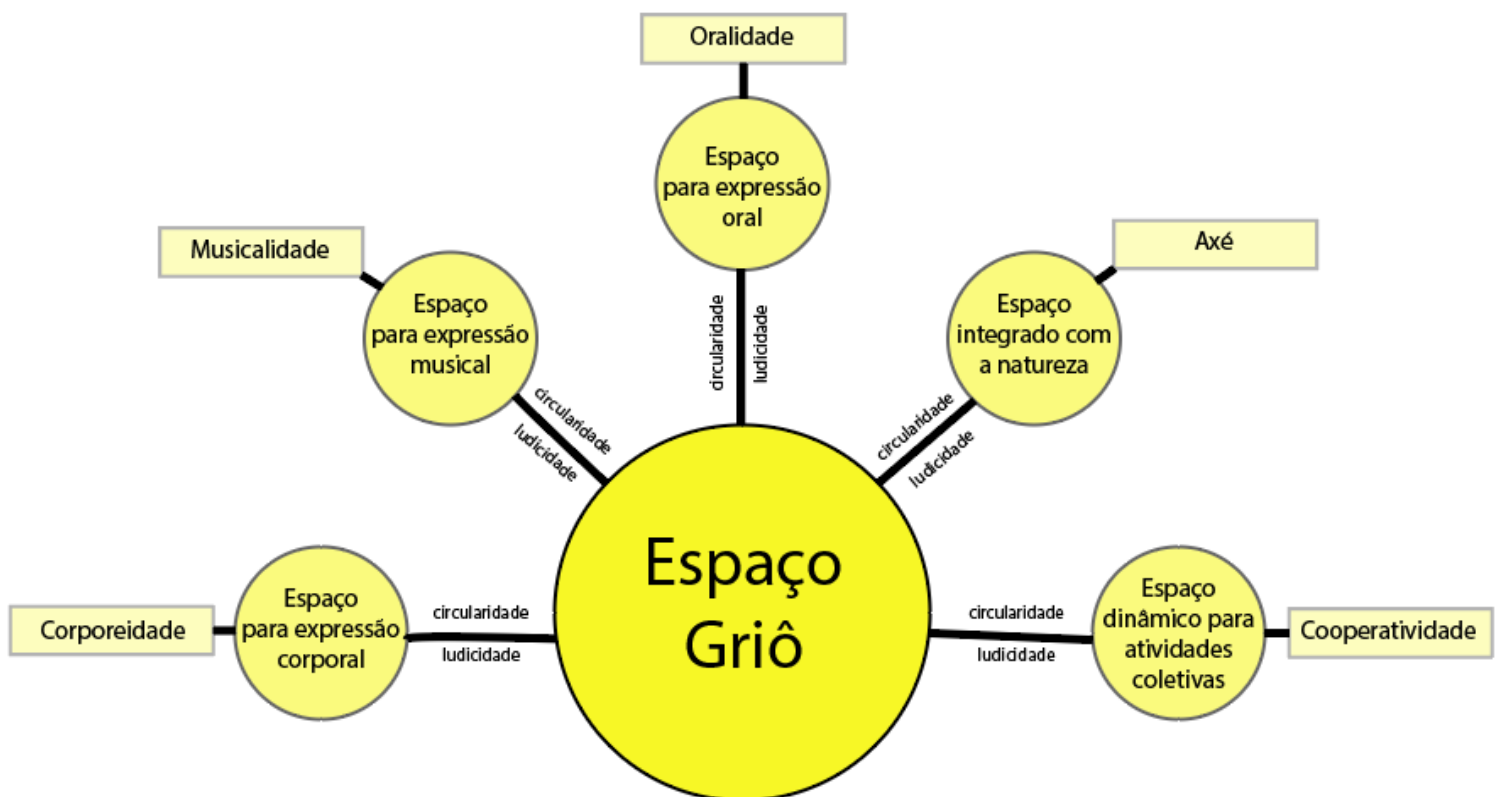 Oralidade
Espaço
para expressão
oral
circularidade
ludicidade
Musicalidade
Espaço
para expressão
musical
circularidade
ludicidade
Axé
Espaço
integrado com
a natureza
circularidade
ludicidade
Corporeidade
Espaço
para expressão
corporal
circularidade
ludicidade
Espaço
Griô
circularidade
ludicidade
Espaço
dinâmico para
atividades
coletivas
Cooperatividade